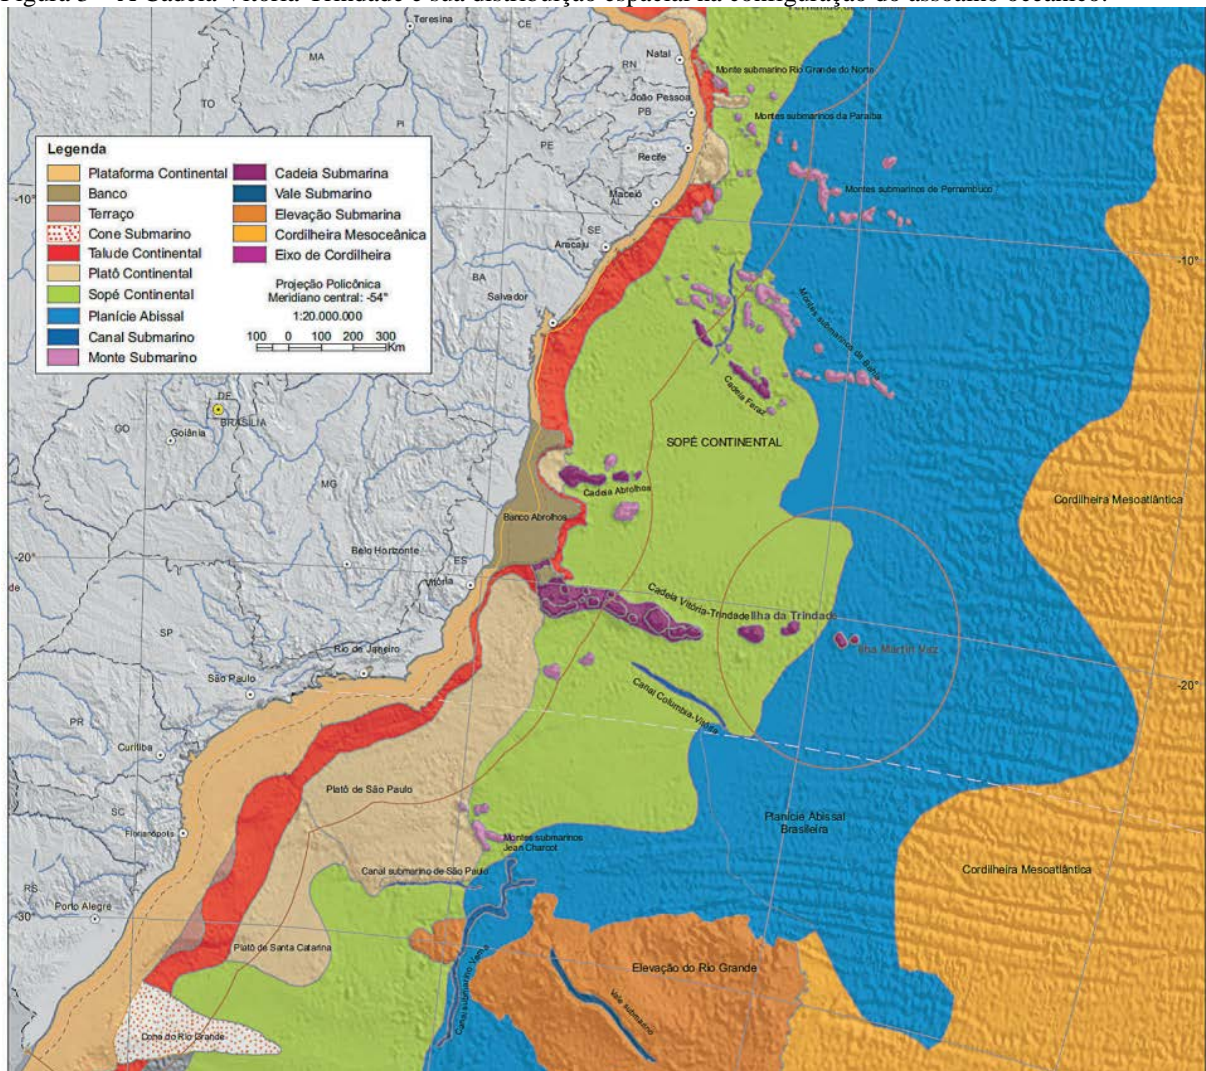 Figura 5 – A Cadeia Vitória-Trindade e sua distribuição espacial na configuração do assoalho oceânico.
Teresina
CE
Natal
RN
MA
Monte submarino Rio Grande do Norte
João Pessoa
PB
TO
PI
Montes submarinos da Paraíba
PE
Recife
Maceió
AL
Montes submarinos de Pernambuco
-10°
SE
Aracaju
-10°
BA
Salvador
Montes submarinos da Bahia
Cadeia Feraz
Legenda
Plataforma Continental
Banco
Terraço
Cone Submarino
Talude Continental
Platô Continental
Sopé Continental
Planície Abissal
Canal Submarino
Monte Submarino
Cadeia Submarina
Vale Submarino
Elevação Submarina
Cordilheira Mesoceânica
Eixo de Cordilheira
Projeção Policônica
Meridiano central: -54°
1:20.000.000
100 0 100 200 300
Km
DF
BRASÍLIA
GO
Goiânia
SOPÉ CONTINENTAL
MG
Cadeia Abrolhos
Banco Abrolhos
Cordilheira Mesoatlântica
-20°
Belo Horizonte
ES
Vitória
de
Cadeia Vitória-Trindade
Ilha da Trindade
Ilha Martin Vaz
SP
Rio de Janeiro
São Paulo
-20°
Canal Columbia-Vitória
PR
Curitiba
Platô de São Paulo
SC
Florianópolis
Planície Abissal
Brasileira
Montes submarinos
Jean Charcot
Canal submarino de São Paulo
Cordilheira Mesoatlântica
RS
Porto Alegre
-30°
Platô de Santa Catarina
Elevação do Rio Grande
Canal submarino Vema
Vale submarino
Cone do Rio Grande